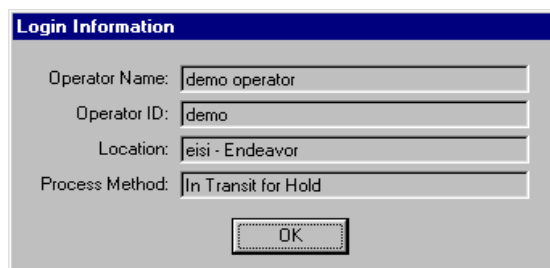 Login Information
Operator Name: demo operator
Operator ID: demo
Location: eisi - Endeavor
Process Method: In Transit for Hold
OK